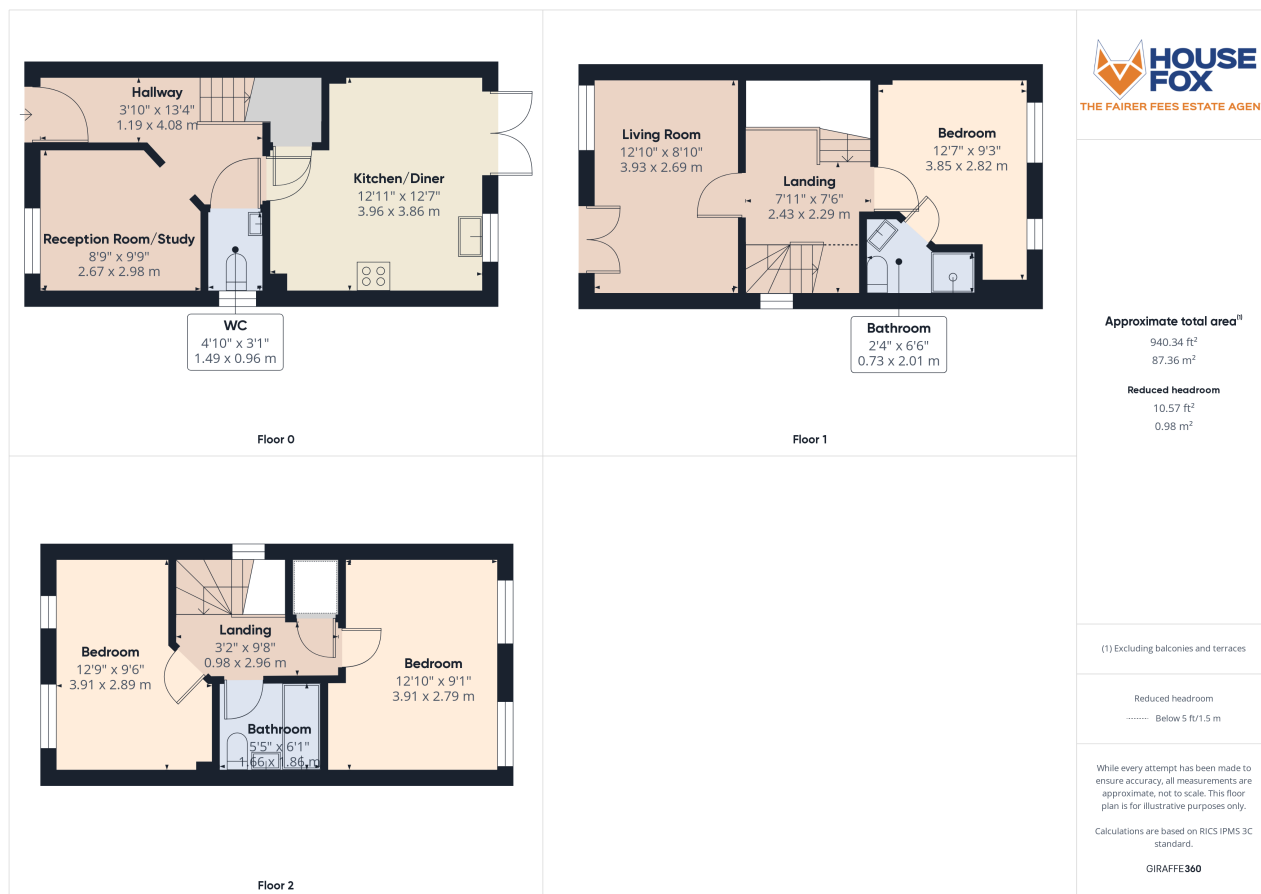 Hallway
3'10" x 13'4"
1.19 x 4.08 m
Kitchen/Diner
12'11" x 12'7"
3.96 x 3.86 m
Reception Room/Study
8'9" x 9'9"
2.67 x 2.98 m
WC
4'10" x 3'1"
1.49 x 0.96 m
Floor 0
Living Room
12'10" x 8'10"
3.93 x 2.69 m
Bedroom
12'7" x 9'3"
3.85 x 2.82 m
Landing
7'11" x 7'6"
2.43 x 2.29 m
Bathroom
2'4" x 6'6"
0.73 x 2.01 m
Floor 1
Bedroom
12'9" x 9'6"
3.91 x 2.89 m
Landing
3'2" x 9'8"
0.98 x 2.96 m
Bedroom
12'10" x 9'1"
3.91 x 2.79 m
Bathroom
5'5" x 6'1"
1.66 x 1.86 m
Floor 2
HOUSE
FOX
THE FAIRER FEES ESTATE AGEN
Approximate total area(1)
940.34 ft²
87.36 m²
Reduced headroom
10.57 ft²
0.98 m²
(1) Excluding balconies and terraces
Reduced headroom
Below 5 ft/1.5 m
While every attempt has been made to
ensure accuracy, all measurements are
approximate, not to scale. This floor
plan is for illustrative purposes only.
Calculations are based on RICS IPMS 3C
standard.
GIRAFFE360